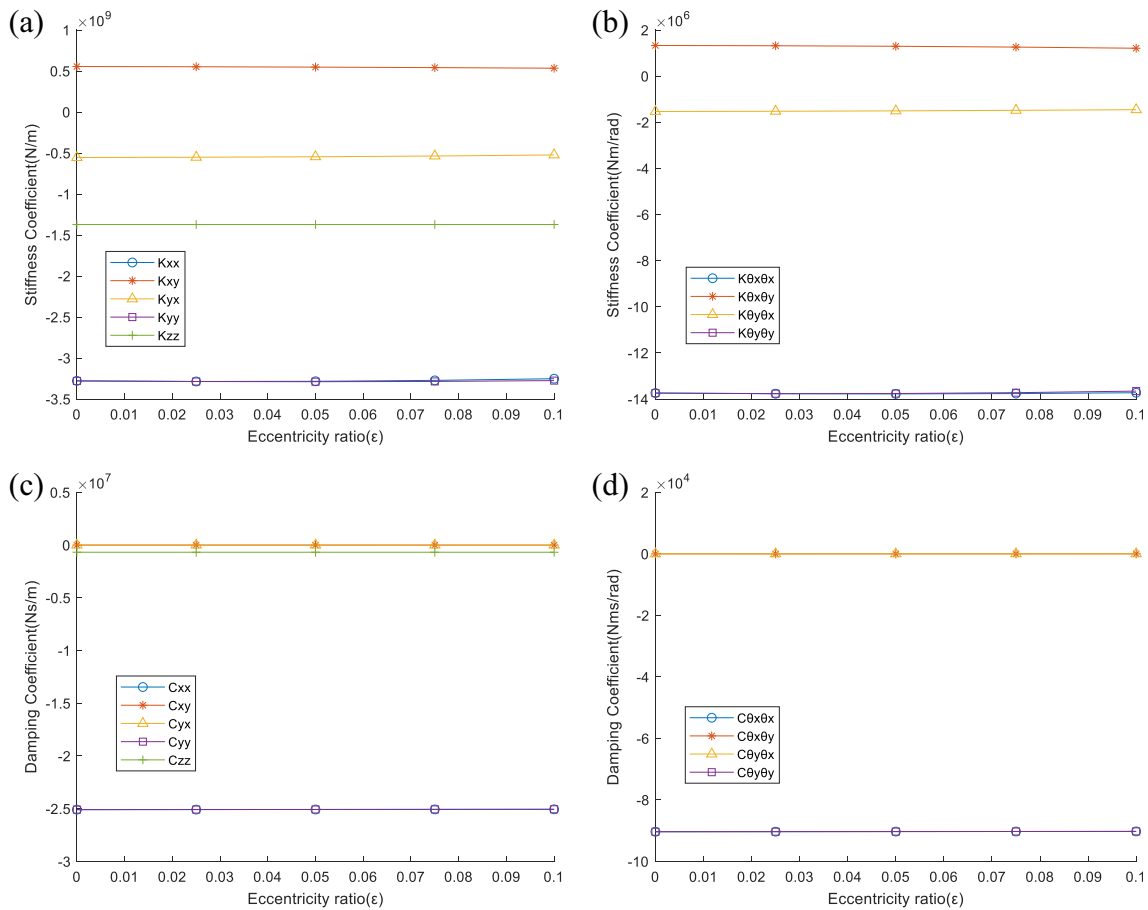 (a)
×10^9
1
0.5
0
-0.5
-1
-1.5
-2
-2.5
-3
-3.5
Stiffness Coefficient(N/m)
Kxx
Kxy
Kyx
Kyy
Kzz
0 0.01 0.02 0.03 0.04 0.05 0.06 0.07 0.08 0.09 0.1
Eccentricity ratio(ε)
(b)
×10^6
2
0
-2
-4
-6
-8
-10
-12
-14
Stiffness Coefficient(Nm/rad)
Kθxθx
Kθxθy
Kθyθx
Kθyθy
0 0.01 0.02 0.03 0.04 0.05 0.06 0.07 0.08 0.09 0.1
Eccentricity ratio(ε)
(c)
×10^7
0.5
0
-0.5
-1
-1.5
-2
-2.5
-3
Damping Coefficient(Ns/m)
Cxx
Cxy
Cyx
Cyy
Czz
0 0.01 0.02 0.03 0.04 0.05 0.06 0.07 0.08 0.09 0.1
Eccentricity ratio(ε)
(d)
×10^4
2
0
-2
-4
-6
-8
-10
Damping Coefficient(Nms/rad)
Cθxθx
Cθxθy
Cθyθx
Cθyθy
0 0.01 0.02 0.03 0.04 0.05 0.06 0.07 0.08 0.09 0.1
Eccentricity ratio(ε)